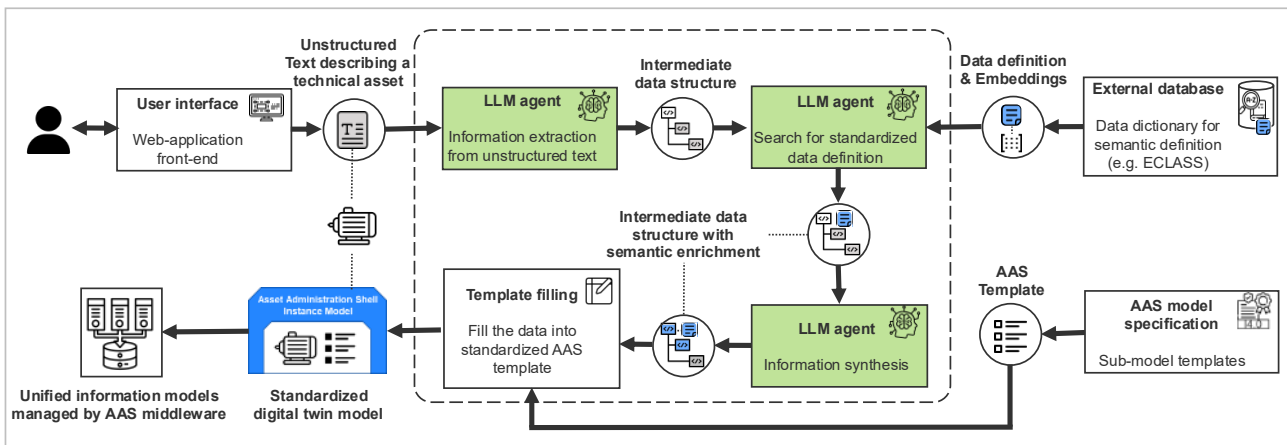 Unstructured
Text describing a
technical asset
User interface
Web-application
front-end
T
LLM agent
Information extraction
from unstructured text
Intermediate
data structure
</>
</>
</>
LLM agent
Search for standardized
data definition
Data definition
& Embeddings
External database
A-Z
Data dictionary for
semantic definition
(e.g. ECLASS)
Intermediate data
structure with
semantic enrichment
</>
</>
</>
Asset Administration Shell
Instance Model
Template filling
Fill the data into
standardized AAS
template
</>
</>
</>
LLM agent
Information synthesis
AAS
Template
AAS model
specification
Sub-model templates
Unified information models
managed by AAS middleware
Standardized
digital twin model